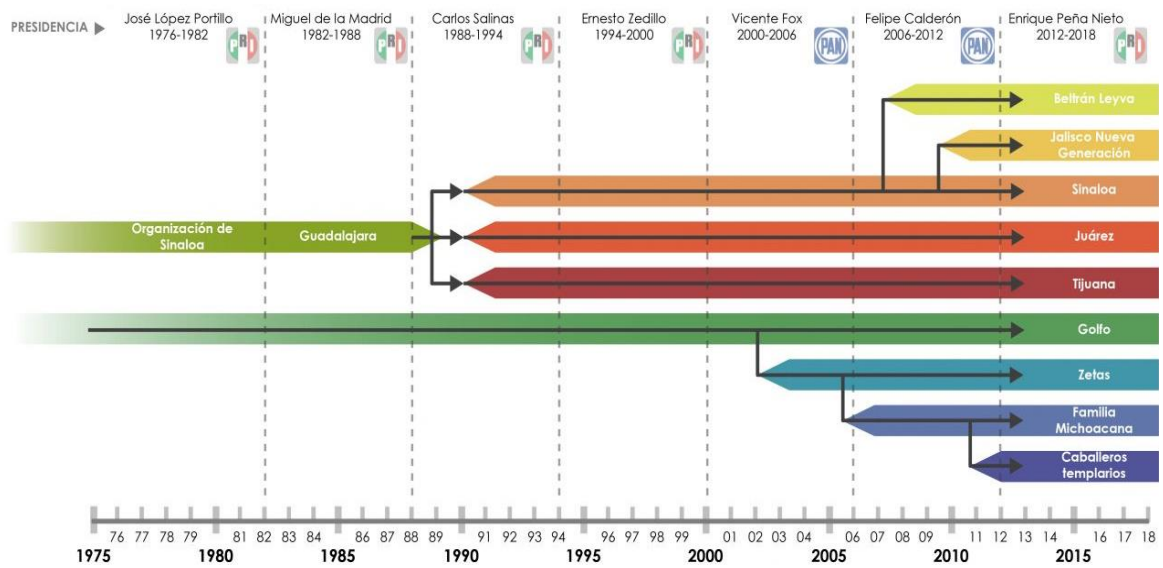 PRESIDENCIA
José López Portillo
1976-1982
PRD
Miguel de la Madrid
1982-1988
PRD
Carlos Salinas
1988-1994
PRD
Ernesto Zedillo
1994-2000
PRD
Vicente Fox
2000-2006
PAN
Felipe Calderón
2006-2012
PAN
Enrique Peña Nieto
2012-2018
PRD
Beltrán Leyva
Jalisco Nueva
Generación
Sinaloa
Organización de
Sinaloa
Guadalajara
Juárez
Tijuana
Golfo
Zetas
Familia
Michoacana
Caballeros
templarios
76 77 78 79 81 82 83 84 86 87 88 89 91 92 93 94 96 97 98 99 01 02 03 04 06 07 08 09 11 12 13 14 16 17 18
1975 1980 1985 1990 1995 2000 2005 2010 2015